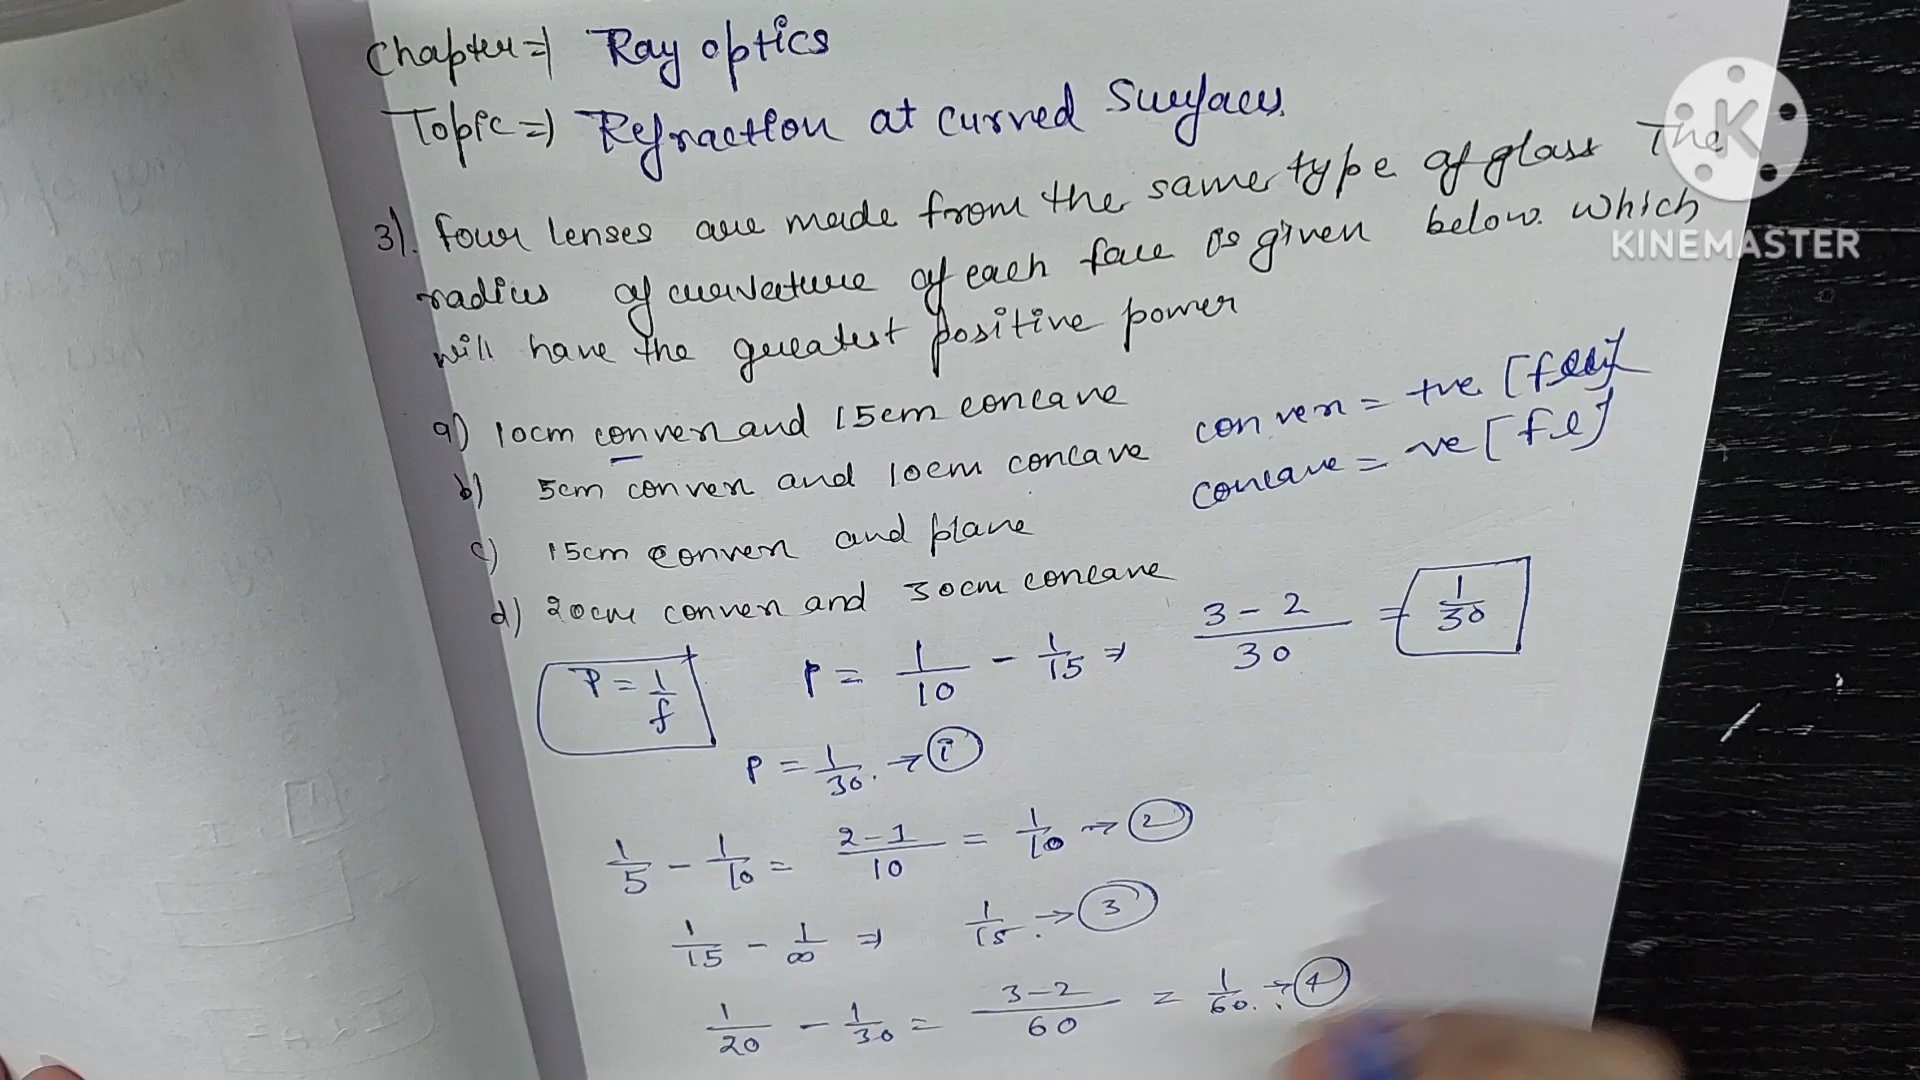 Chapter => Ray optics
Topic => Refraction at curved Surfaces.
3). four lenses are made from the same type of glass The
radius of curvature of each face is given below. which
will have the greatest positive power
a) 10cm convex and 15cm concave
b) 5cm convex and 10cm concave
c) 15cm convex and plane
d) 20cm convex and 30cm concave
convex = +ve
concave = -ve [f l]
P = 1/f
P = 1/10 - 1/15 => 3-2/30 = 1/30
P = 1/30. → (1)
1/5 - 1/10 = 2-1/10 = 1/10 → (2)
1/15 - 1/∞ => 1/15. → (3)
1/20 - 1/30 = 3-2/60 = 1/60. → (4)
K
KINEMASTER